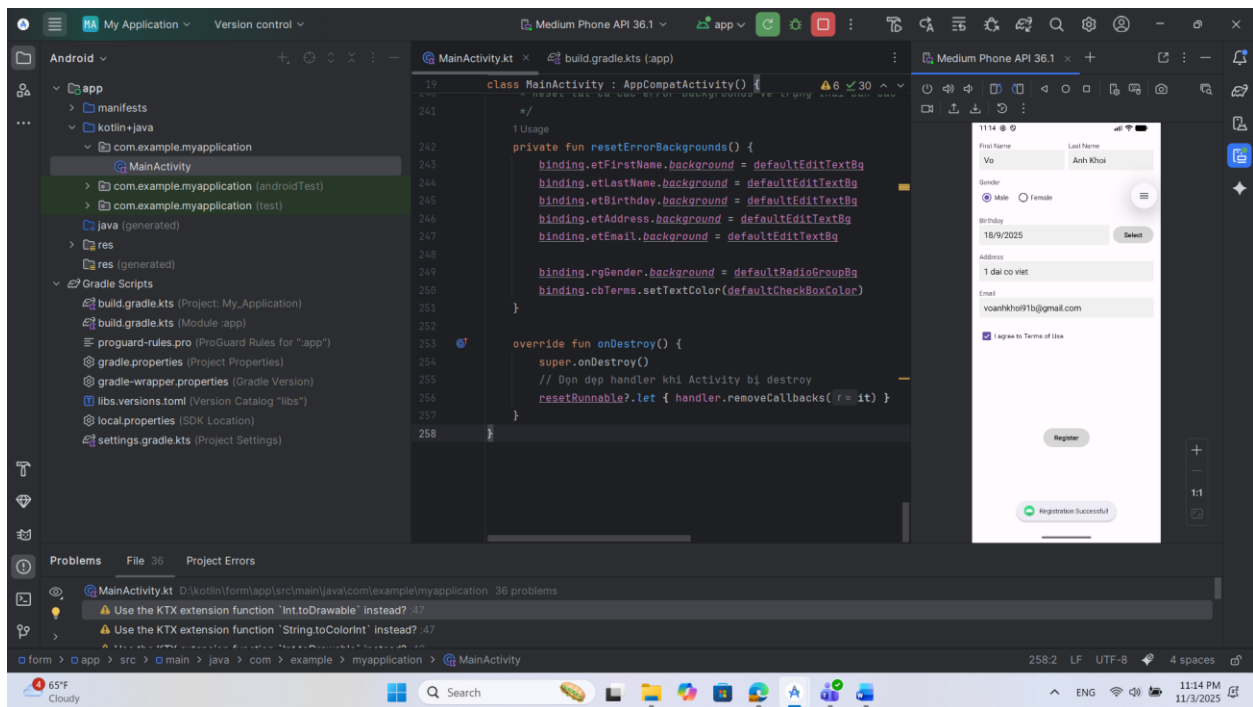 MA My Application Version control Medium Phone API 36.1 app
Android
app
manifests
kotlin+java
com.example.myapplication
MainActivity
com.example.myapplication (androidTest)
com.example.myapplication (test)
java (generated)
res
res (generated)
Gradle Scripts
build.gradle.kts (Project: My_Application)
build.gradle.kts (Module :app)
proguard-rules.pro (ProGuard Rules for ":app")
gradle.properties (Project Properties)
gradle-wrapper.properties (Gradle Version)
libs.versions.toml (Version Catalog "libs")
local.properties (SDK Location)
settings.gradle.kts (Project Settings)
MainActivity.kt build.gradle.kts (:app)
19 class MainActivity : AppCompatActivity() { 6 30
241 */
1 Usage
242 private fun resetErrorBackgrounds() {
243 binding.etFirstName.background = defaultEditTextBg
244 binding.etLastName.background = defaultEditTextBg
245 binding.etBirthday.background = defaultEditTextBg
246 binding.etAddress.background = defaultEditTextBg
247 binding.etEmail.background = defaultEditTextBg
248
249 binding.rgGender.background = defaultRadioGroupBg
250 binding.cbTerms.setTextColor(defaultCheckBoxColor)
251 }
252
253 override fun onDestroy() {
254 super.onDestroy()
255 // Dọn dẹp handler khi Activity bị destroy
256 resetRunnable?.let { handler.removeCallbacks( r = it) }
257 }
258 }
Medium Phone API 36.1
11:14
First Name Last Name
Vo Anh Khoi
Gender
Male Female
Birthday
18/9/2025 Select
Address
1 dai co viet
Email
voanhkhoi91b@gmail.com
I agree to Terms of Use
Register
Registration Successful!
1:1
Problems File 36 Project Errors
MainActivity.kt D:\kotlin\form\app\src\main\java\com\example\myapplication 36 problems
Use the KTX extension function `Int.toDrawable` instead? :47
Use the KTX extension function `String.toColorInt` instead? :47
form > app > src > main > java > com > example > myapplication > MainActivity 258:2 LF UTF-8 4 spaces
4 65°F
Cloudy
Search
ENG
11:14 PM
11/3/2025